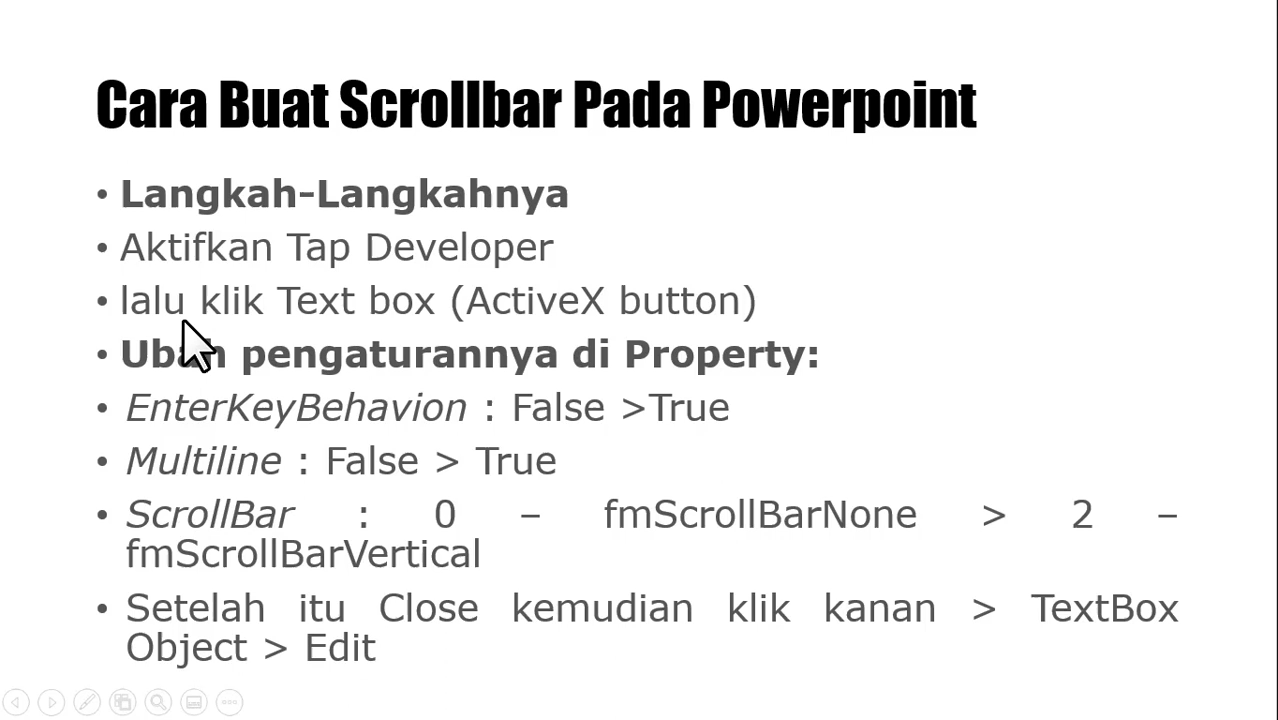 Cara Buat Scrollbar Pada Powerpoint
• Langkah-Langkahnya
• Aktifkan Tap Developer
• lalu klik Text box (ActiveX button)
• Ubah pengaturannya di Property:
• EnterKeyBehavion : False >True
• Multiline : False > True
• ScrollBar : 0 – fmScrollBarNone > 2 –
fmScrollBarVertical
• Setelah itu Close kemudian klik kanan > TextBox
Object > Edit